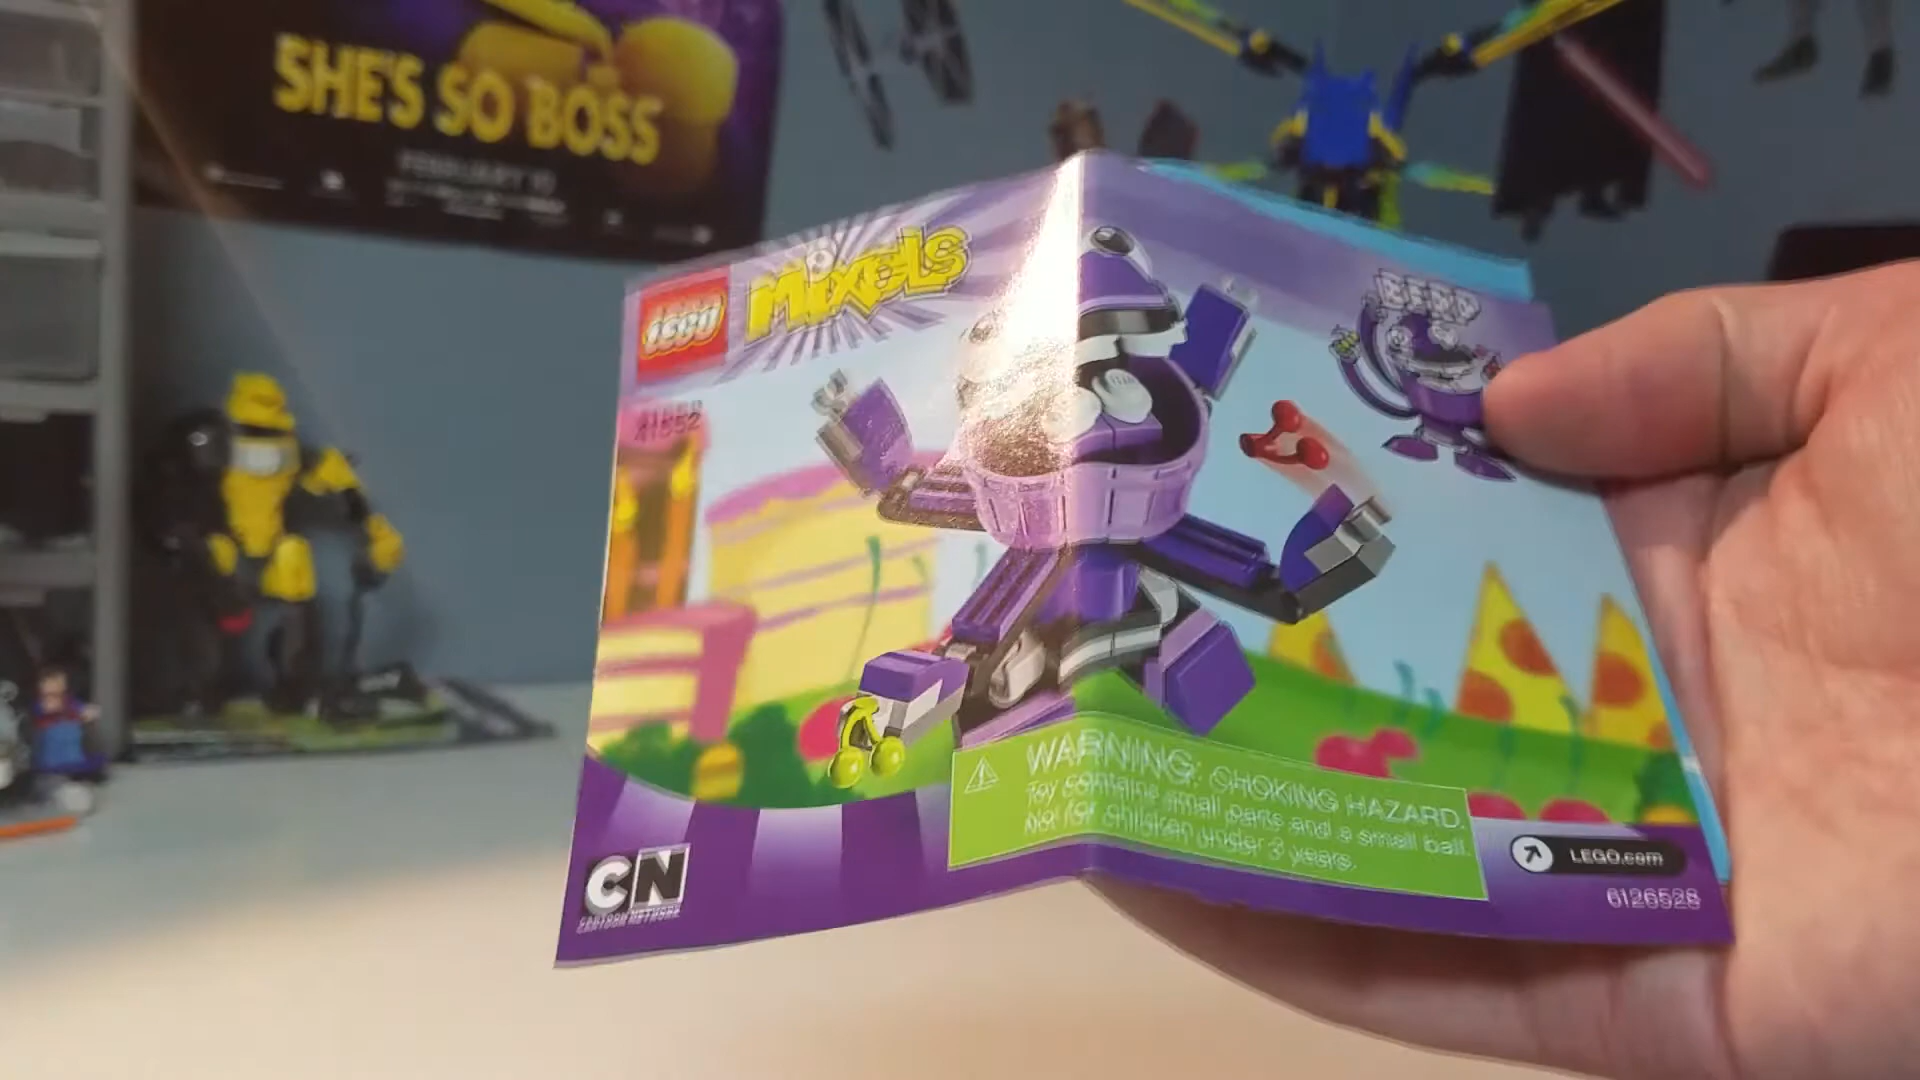 SHE'S SO BOSS
FEBRUARY 10
LEGO
MIXELS
41552
BERP
WARNING: CHOKING HAZARD.
Toy contains small parts and a small ball.
Not for children under 3 years.
CN
CARTOON NETWORK
LEGO.com
6126528